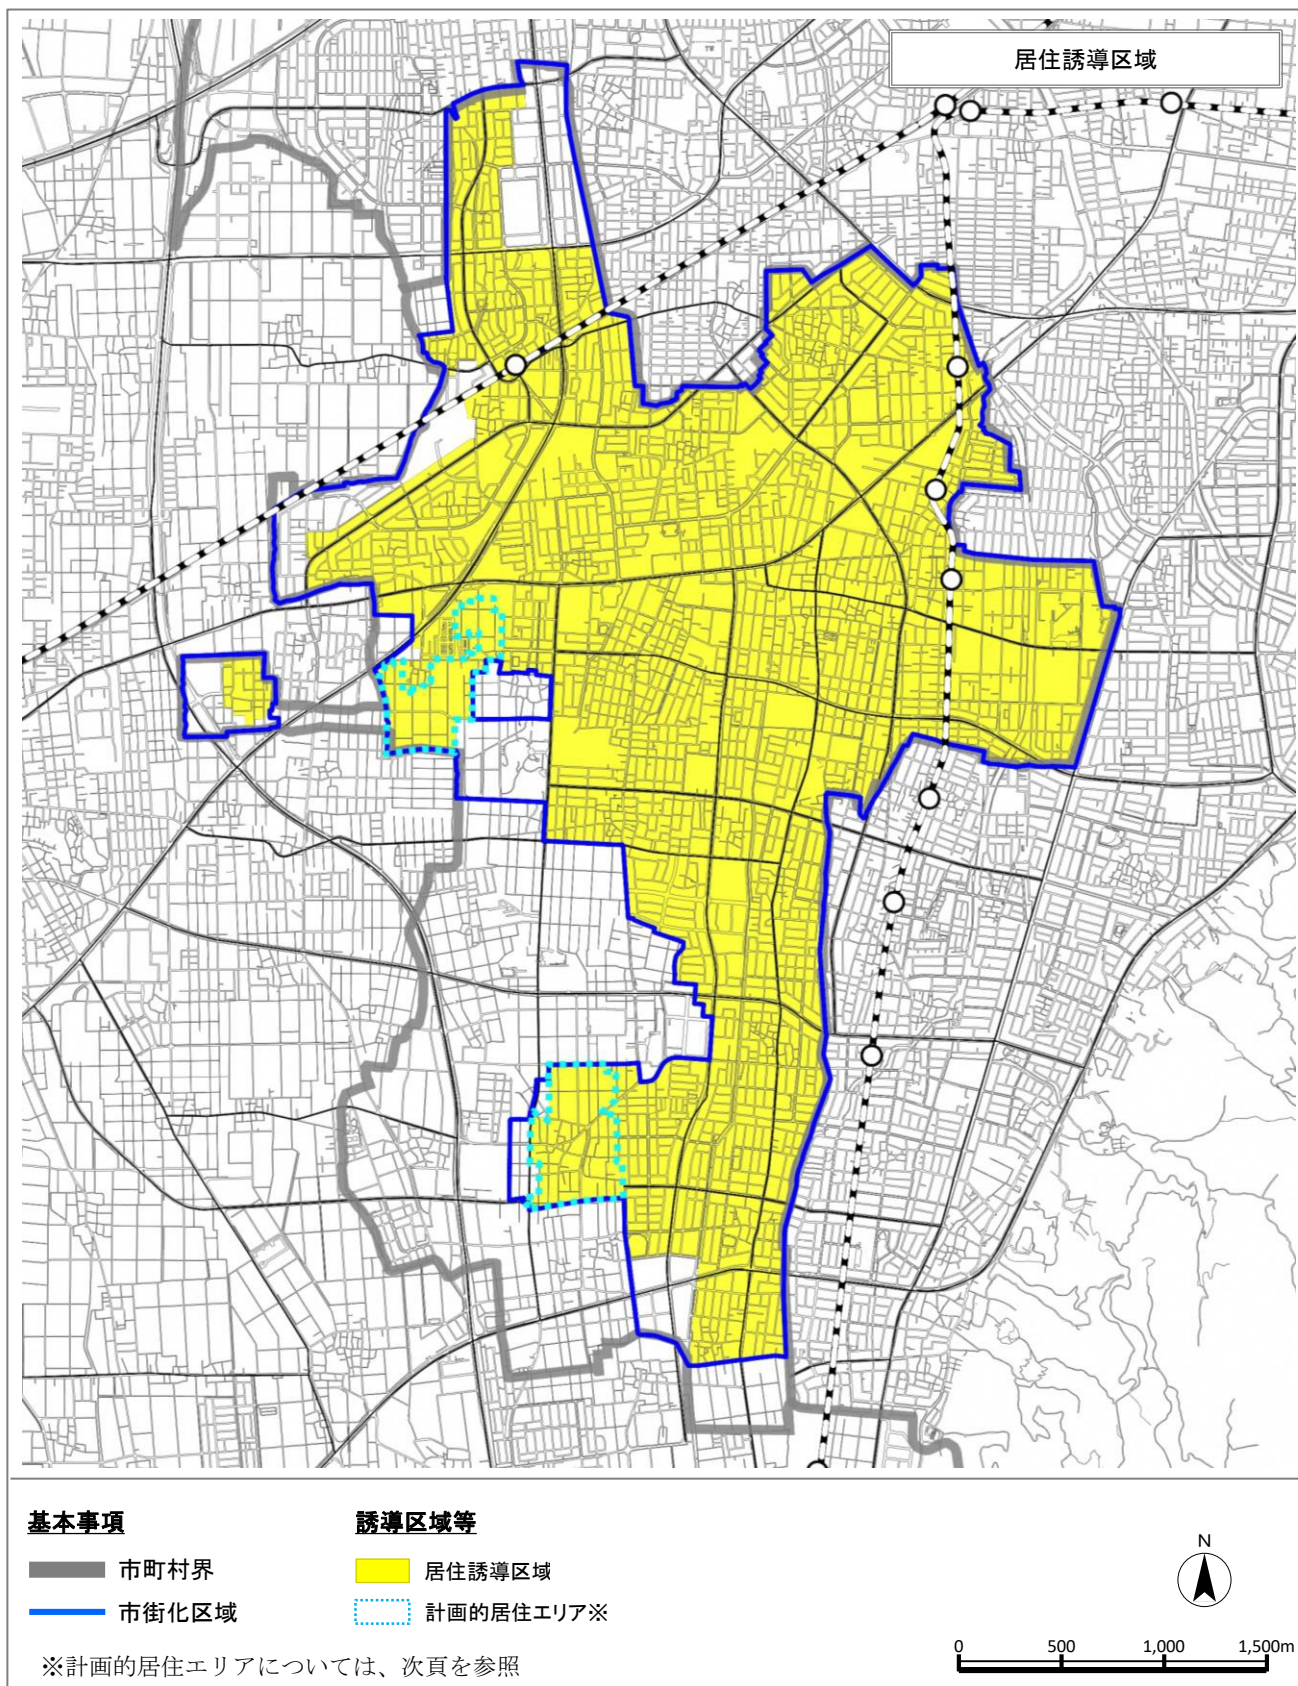 居住誘導区域
基本事項
誘導区域等
市町村界
居住誘導区域
市街化区域
計画的居住エリア※
※計画的居住エリアについては、次頁を参照
N
0 500 1,000 1,500m